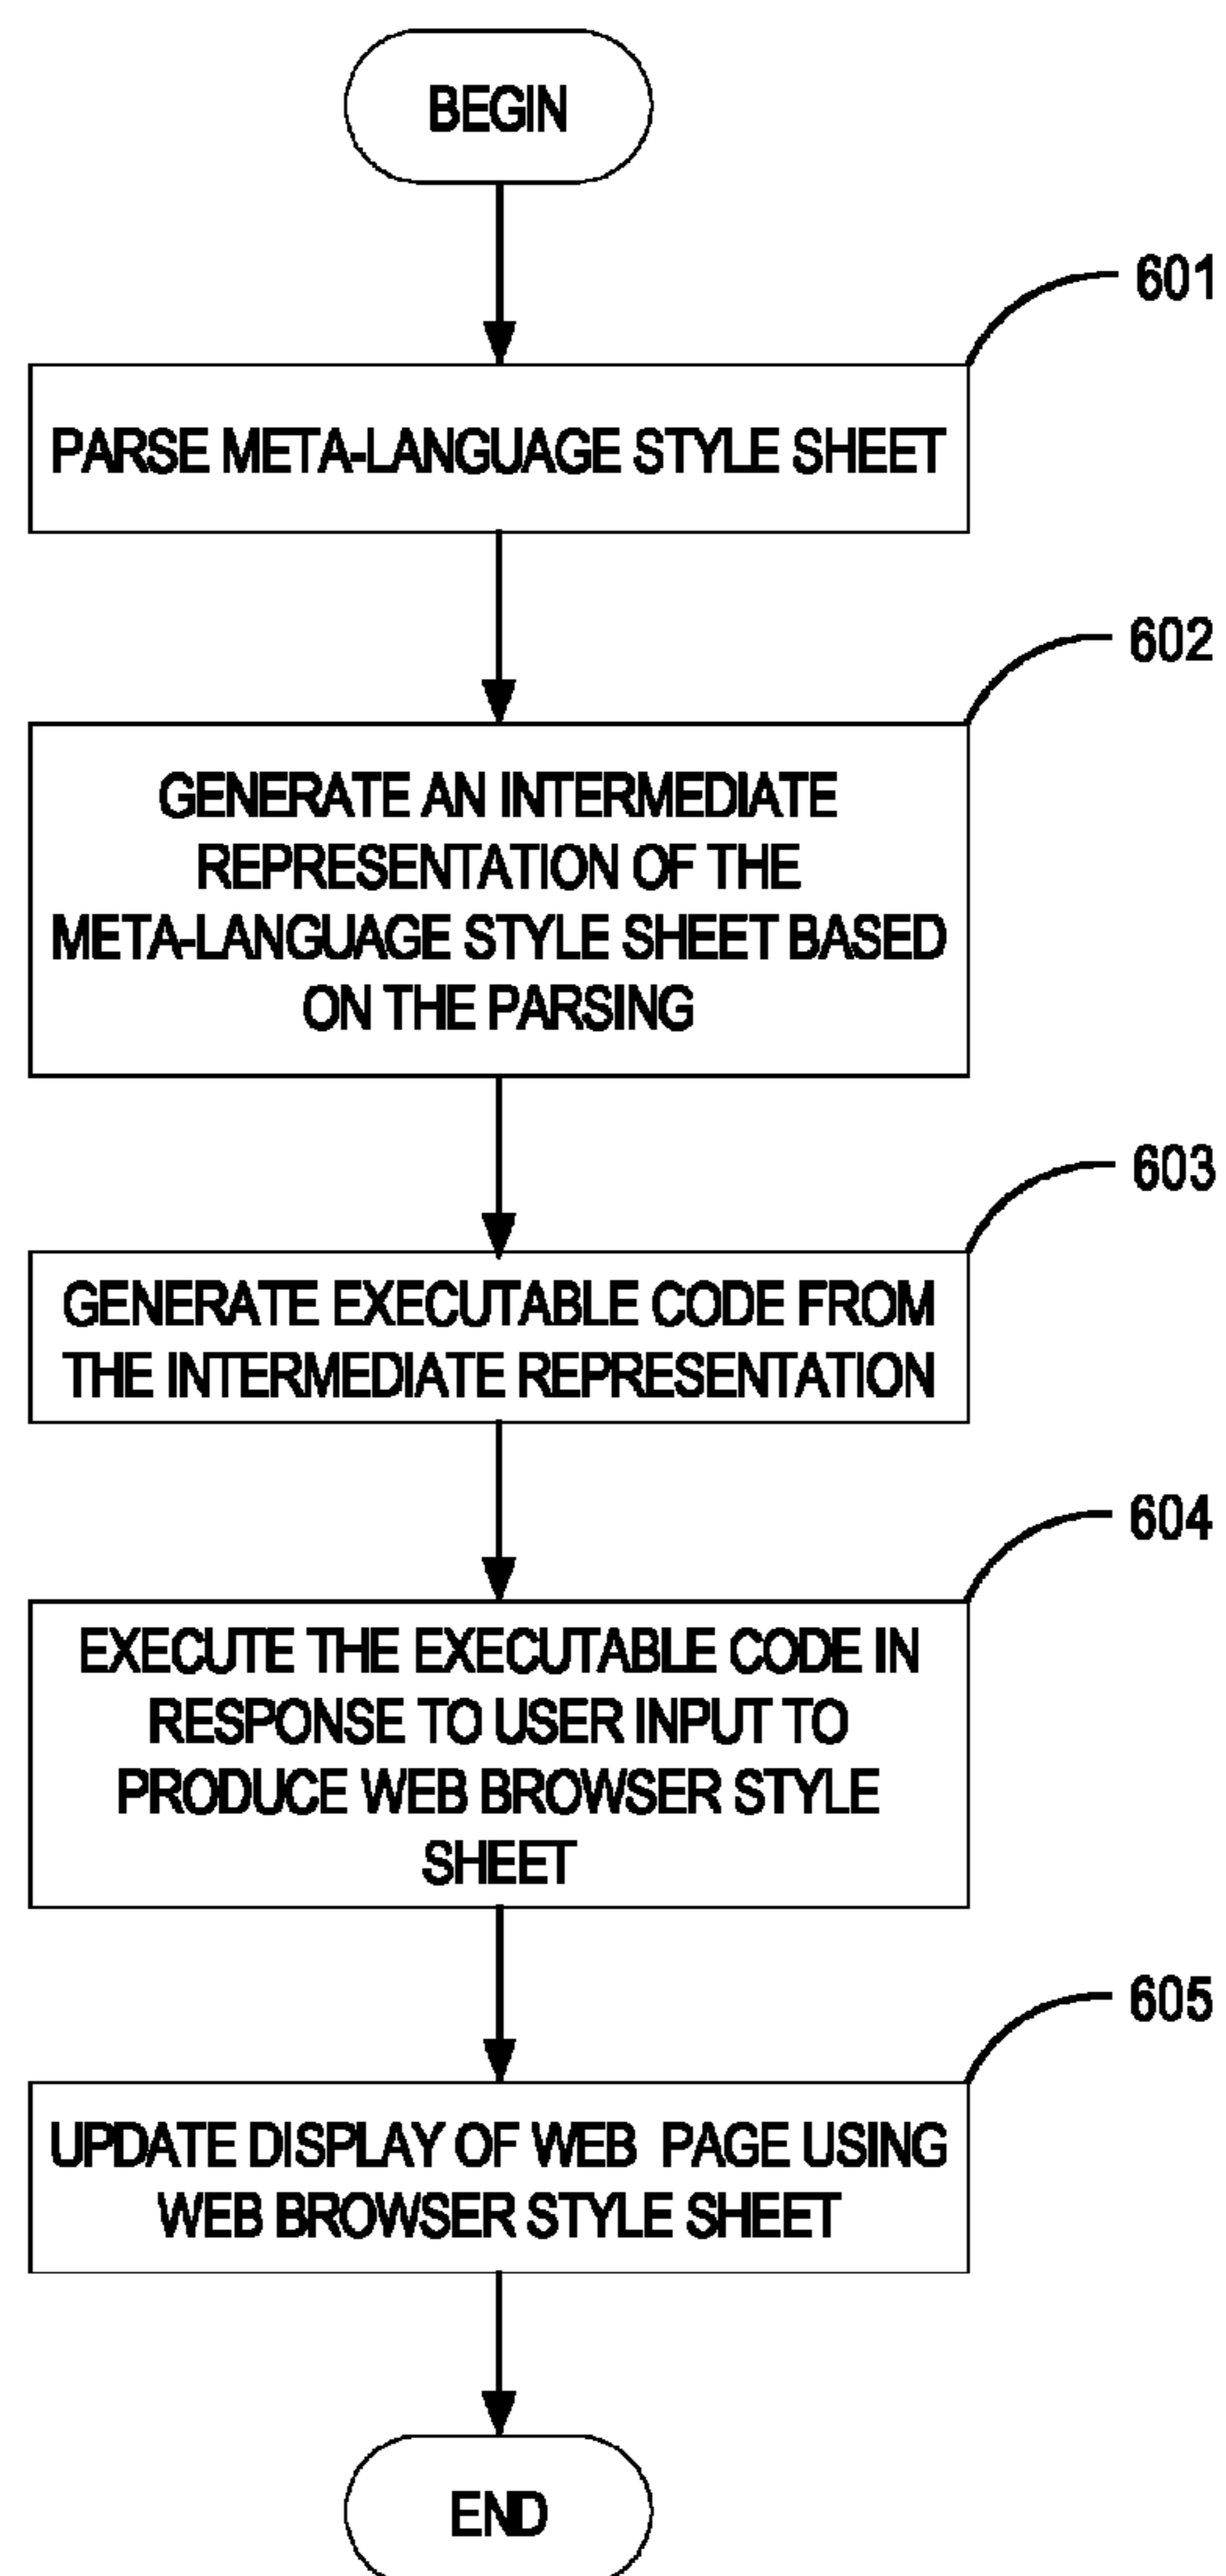 BEGIN
601
PARSE META-LANGUAGE STYLE SHEET
602
GENERATE AN INTERMEDIATE
REPRESENTATION OF THE
META-LANGUAGE STYLE SHEET BASED
ON THE PARSING
603
GENERATE EXECUTABLE CODE FROM
THE INTERMEDIATE REPRESENTATION
604
EXECUTE THE EXECUTABLE CODE IN
RESPONSE TO USER INPUT TO
PRODUCE WEB BROWSER STYLE
SHEET
605
UPDATE DISPLAY OF WEB PAGE USING
WEB BROWSER STYLE SHEET
END